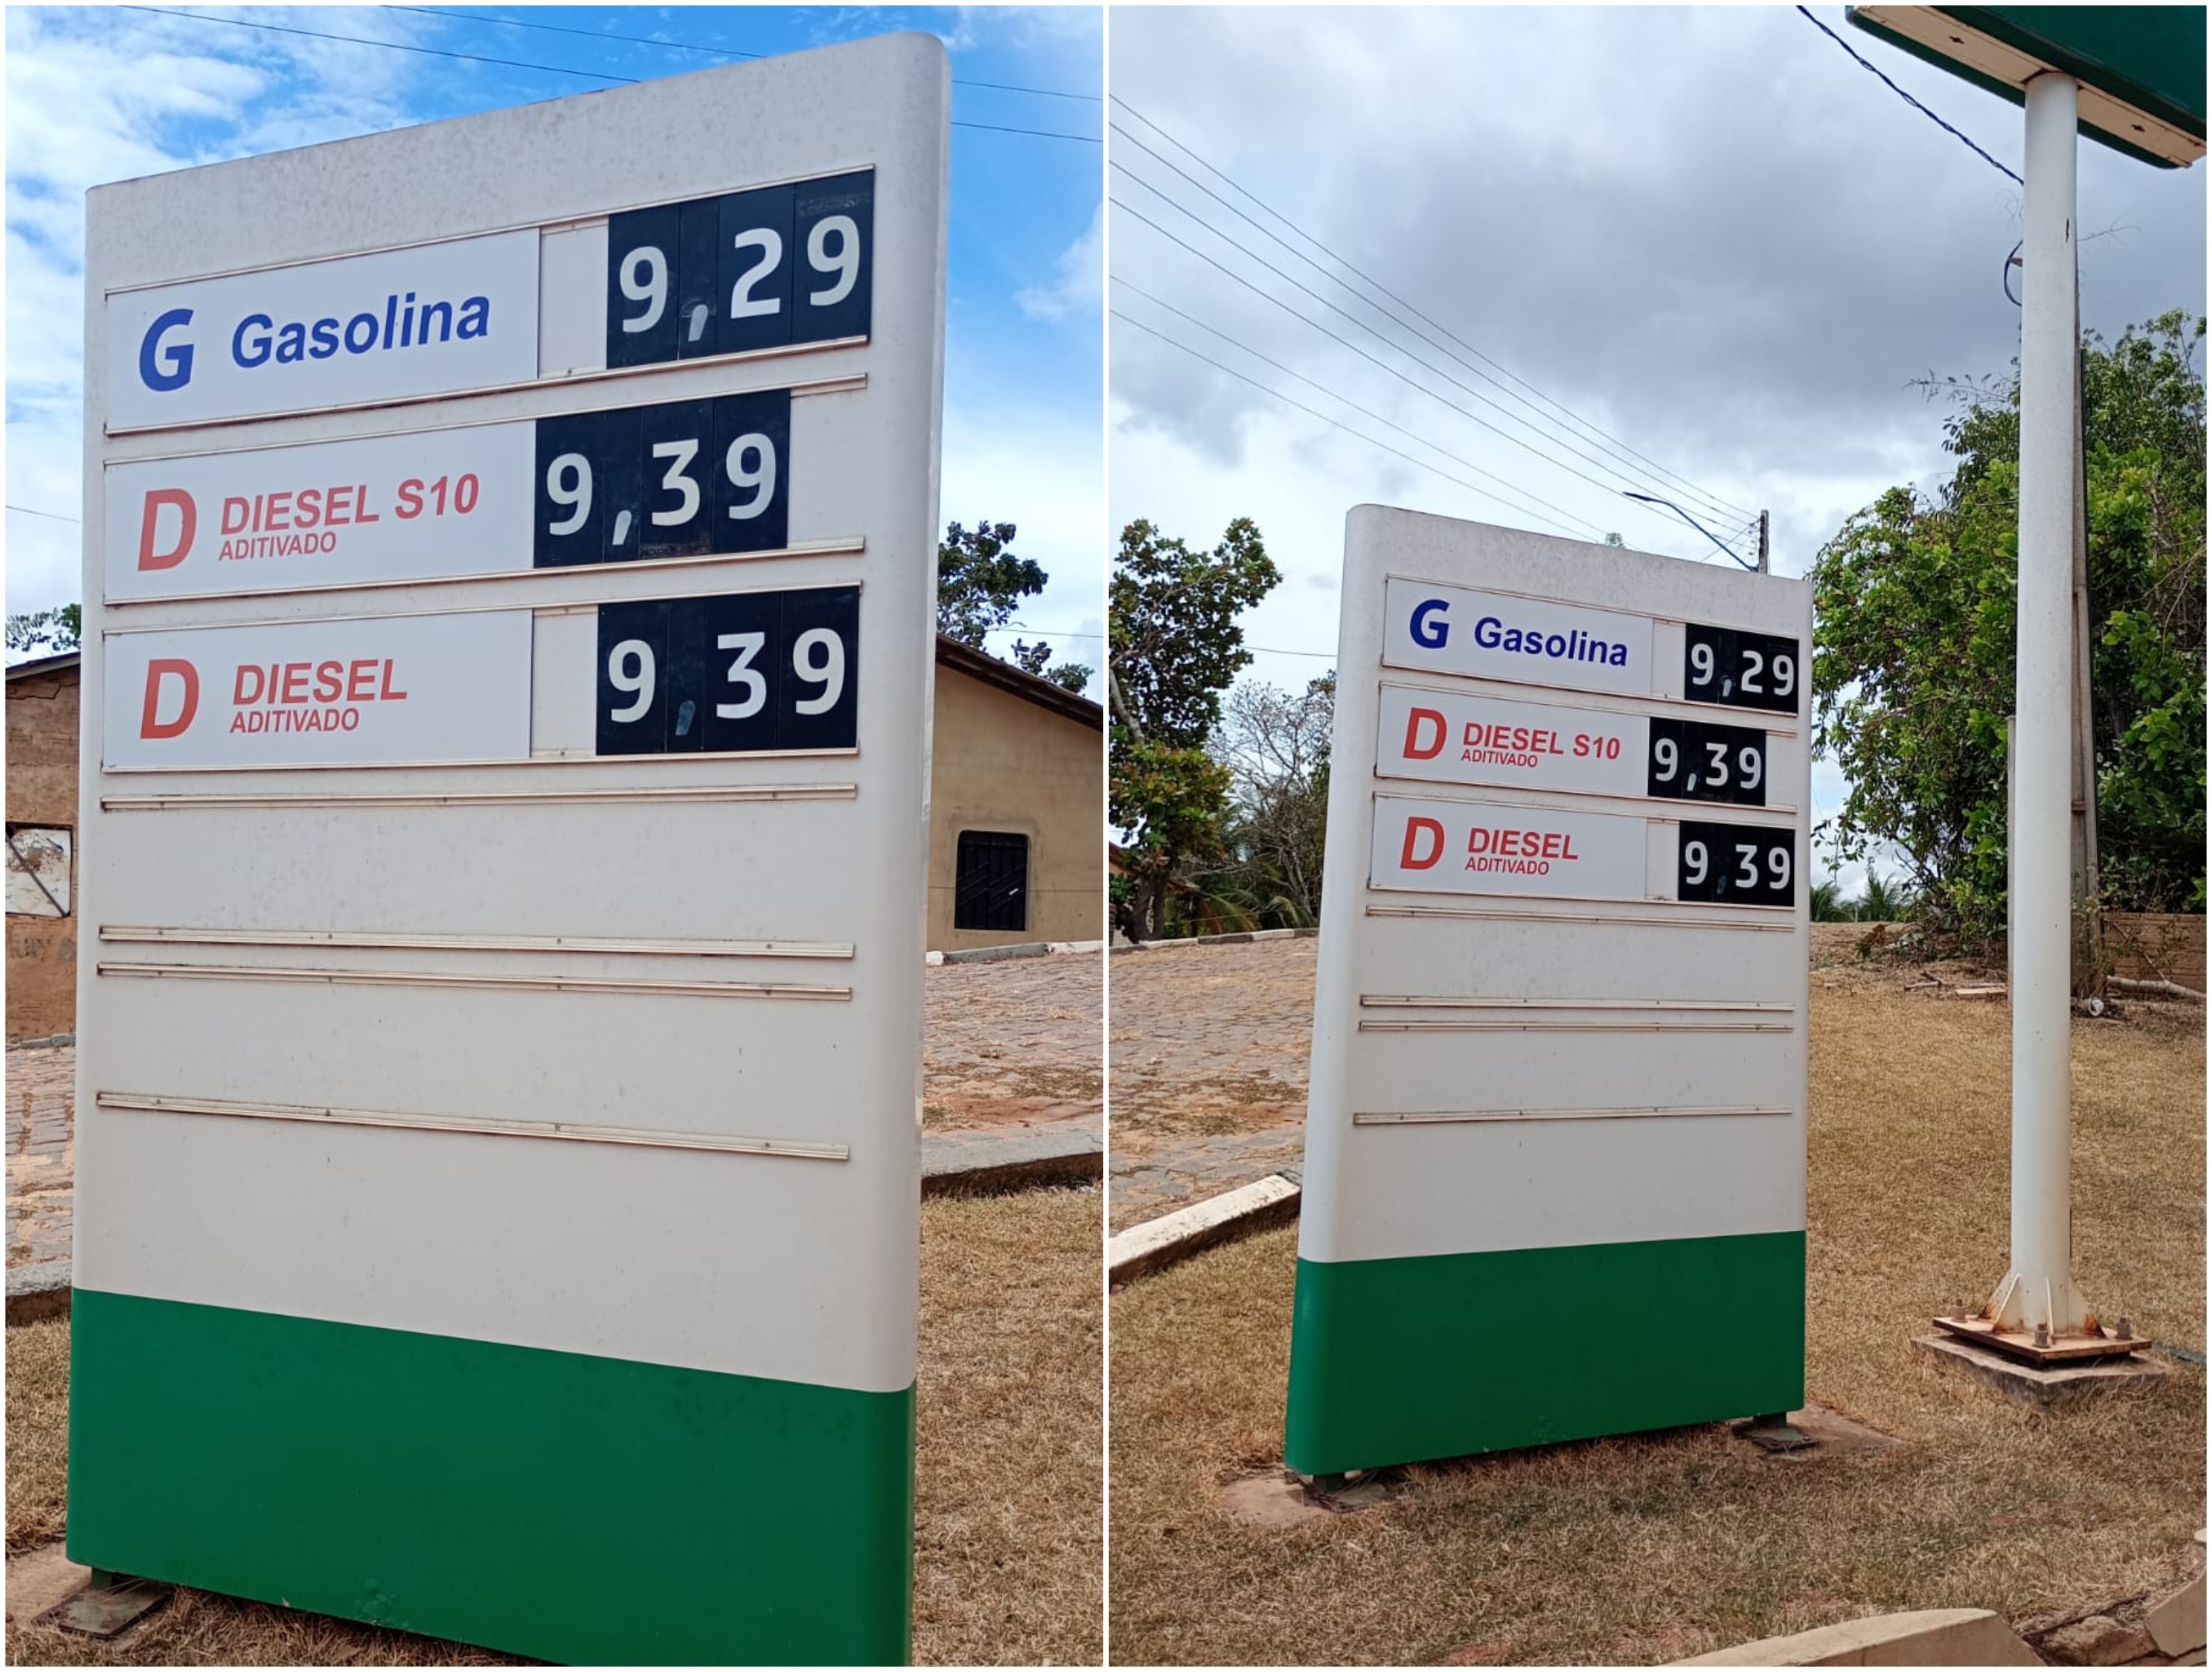 G Gasolina 9,29
D DIESEL S10 9,39
ADITIVADO
D DIESEL 9,39
ADITIVADO
G Gasolina 9,29
D DIESEL S10 9,39
ADITIVADO
D DIESEL 9,39
ADITIVADO